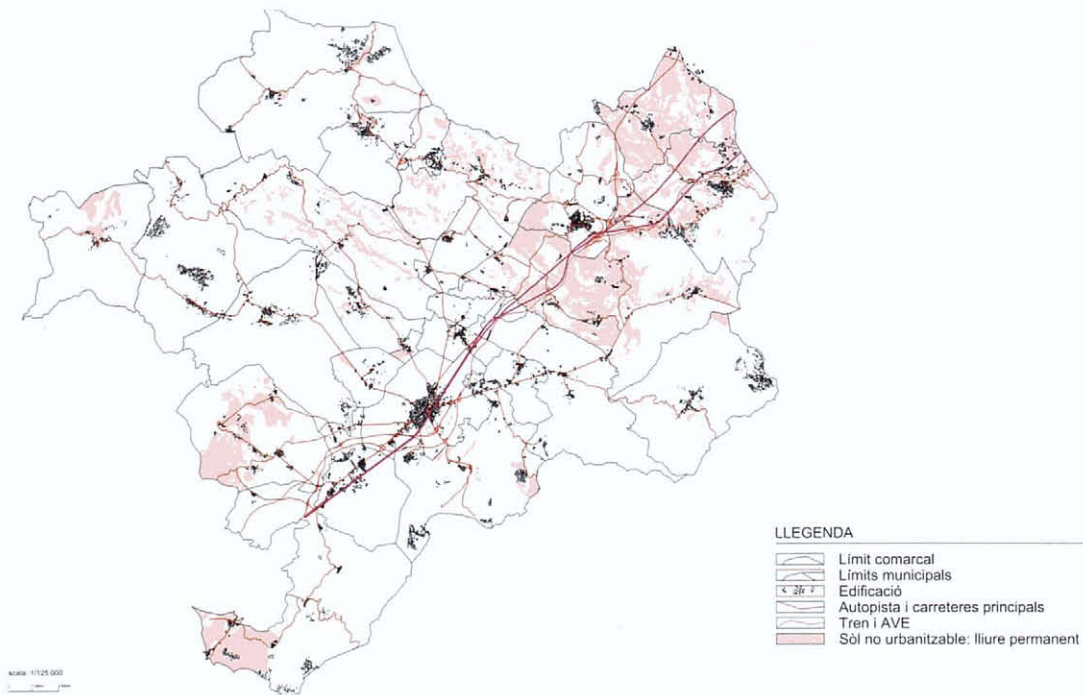 LLEGENDA
Límit comarcal
Límits municipals
Edificació
Autopista i carreteres principals
Tren i AVE
Sòl no urbanitzable: lliure permanent
escala: 1/125.000